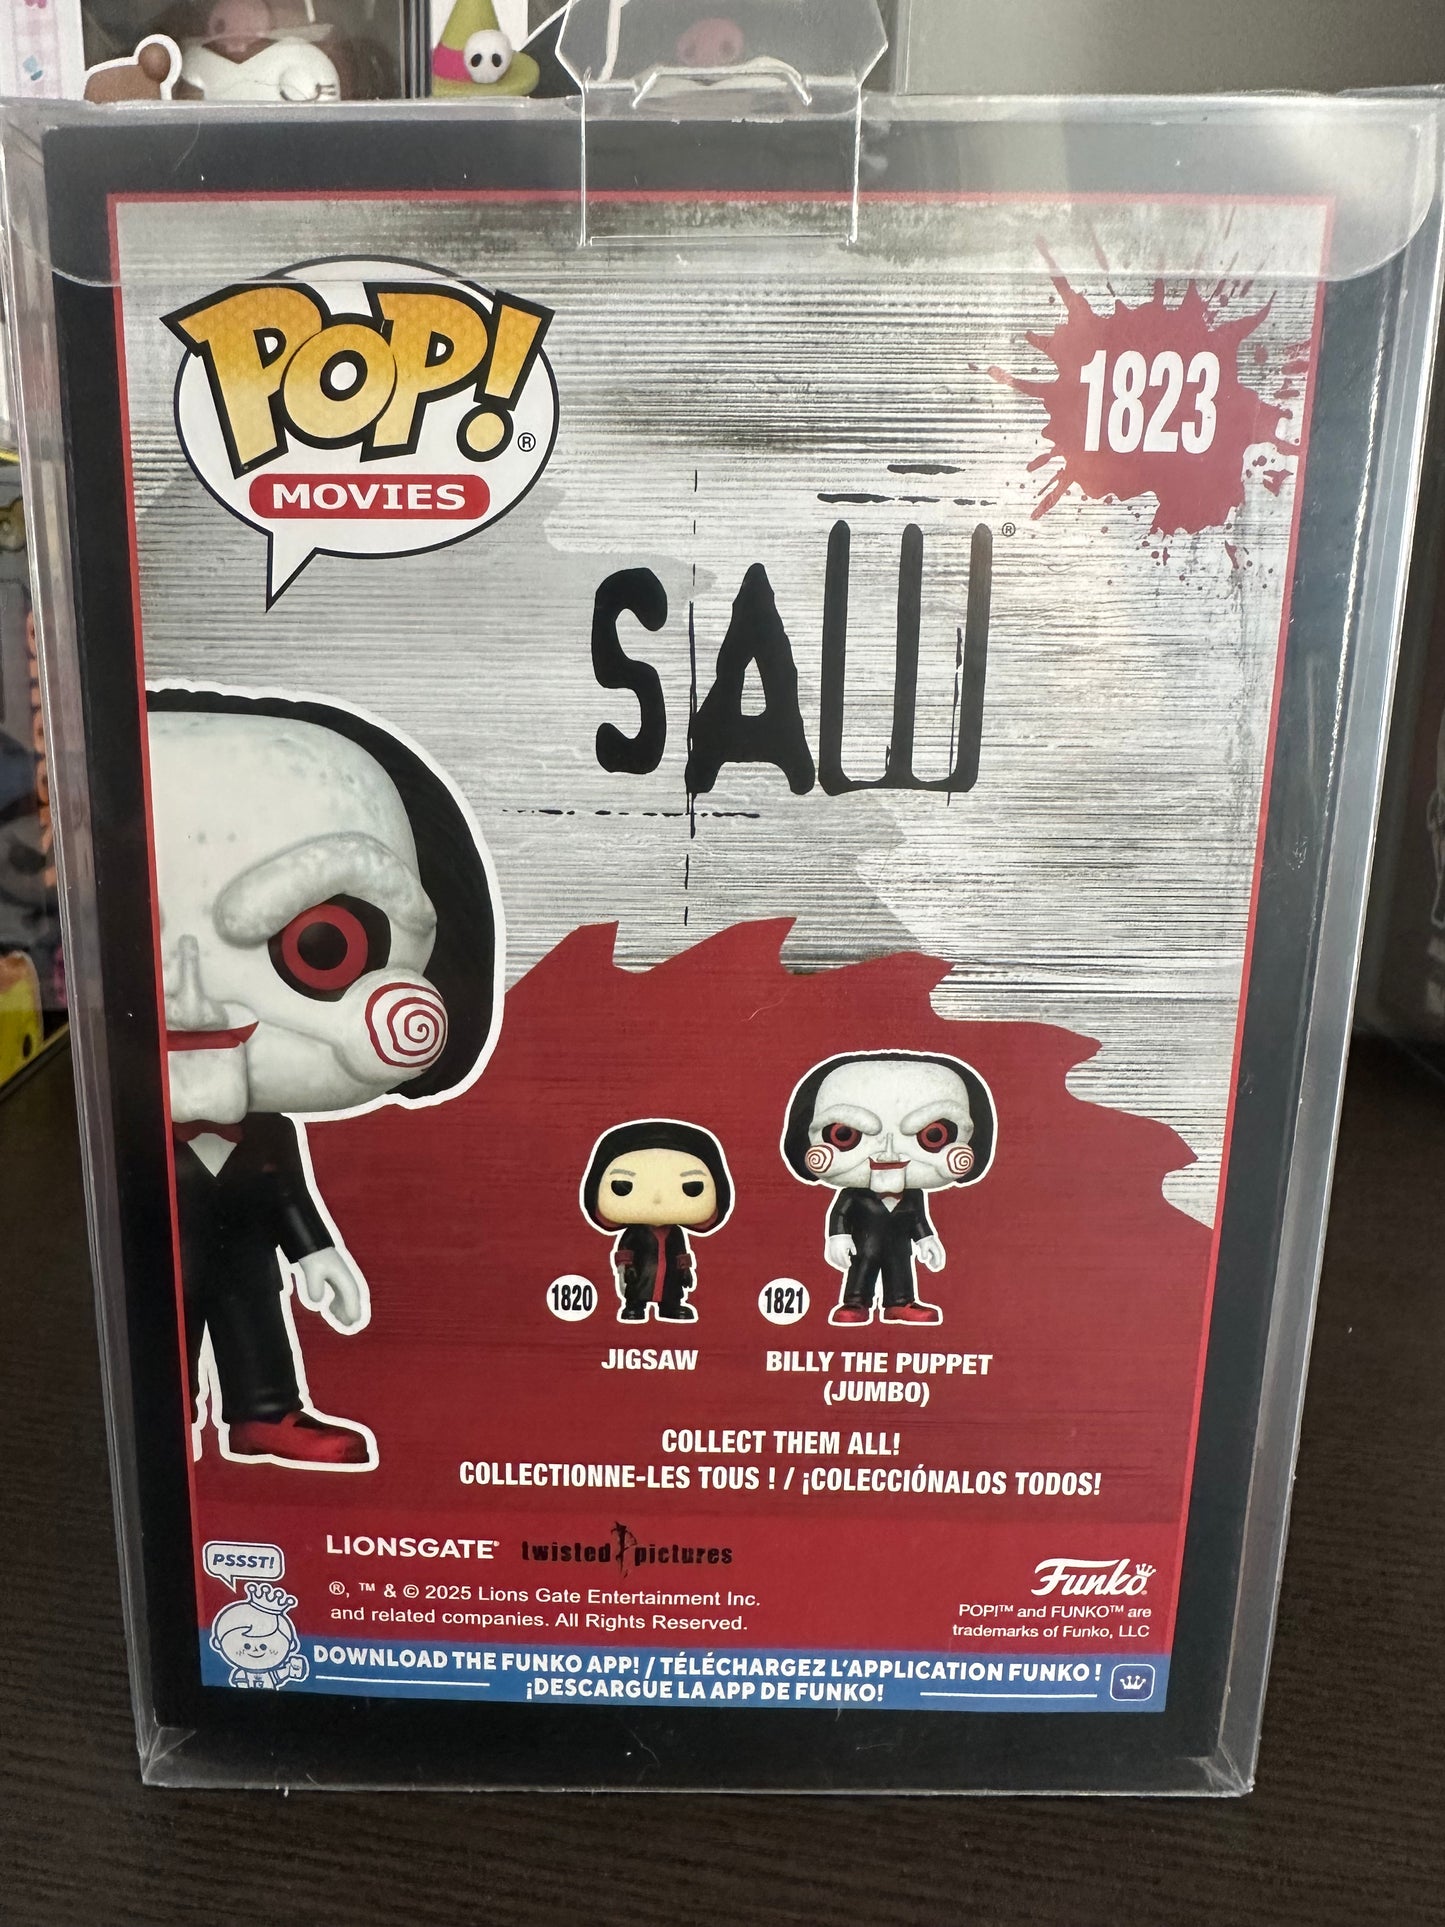 POP!®
MOVIES
1823
SAW®
1820
1821
JIGSAW
BILLY THE PUPPET
(JUMBO)
COLLECT THEM ALL!
COLLECTIONNE-LES TOUS ! / ¡COLECCIÓNALOS TODOS!
LIONSGATE® twisted pictures
®, ™ & © 2025 Lions Gate Entertainment Inc.
and related companies. All Rights Reserved.
Funko®
POP!™ and FUNKO™ are
trademarks of Funko, LLC
PSSST!
DOWNLOAD THE FUNKO APP! / TÉLÉCHARGEZ L'APPLICATION FUNKO !
¡DESCARGUE LA APP DE FUNKO!